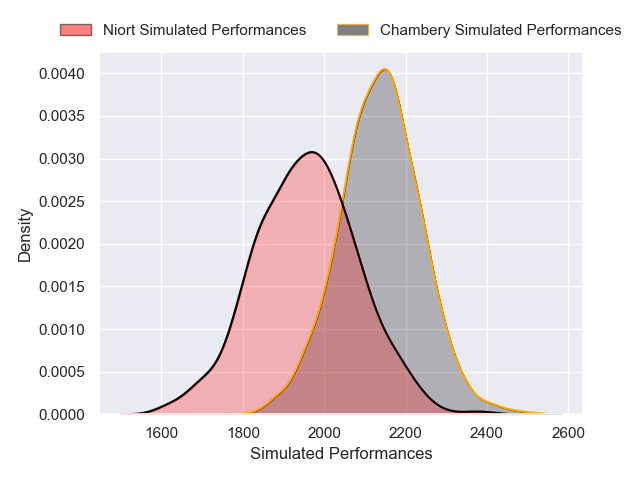 Niort Simulated Performances Chambery Simulated Performances
0.0040
0.0035
0.0030
0.0025
0.0020
0.0015
0.0010
0.0005
0.0000
Density
1600 1800 2000 2200 2400 2600
Simulated Performances